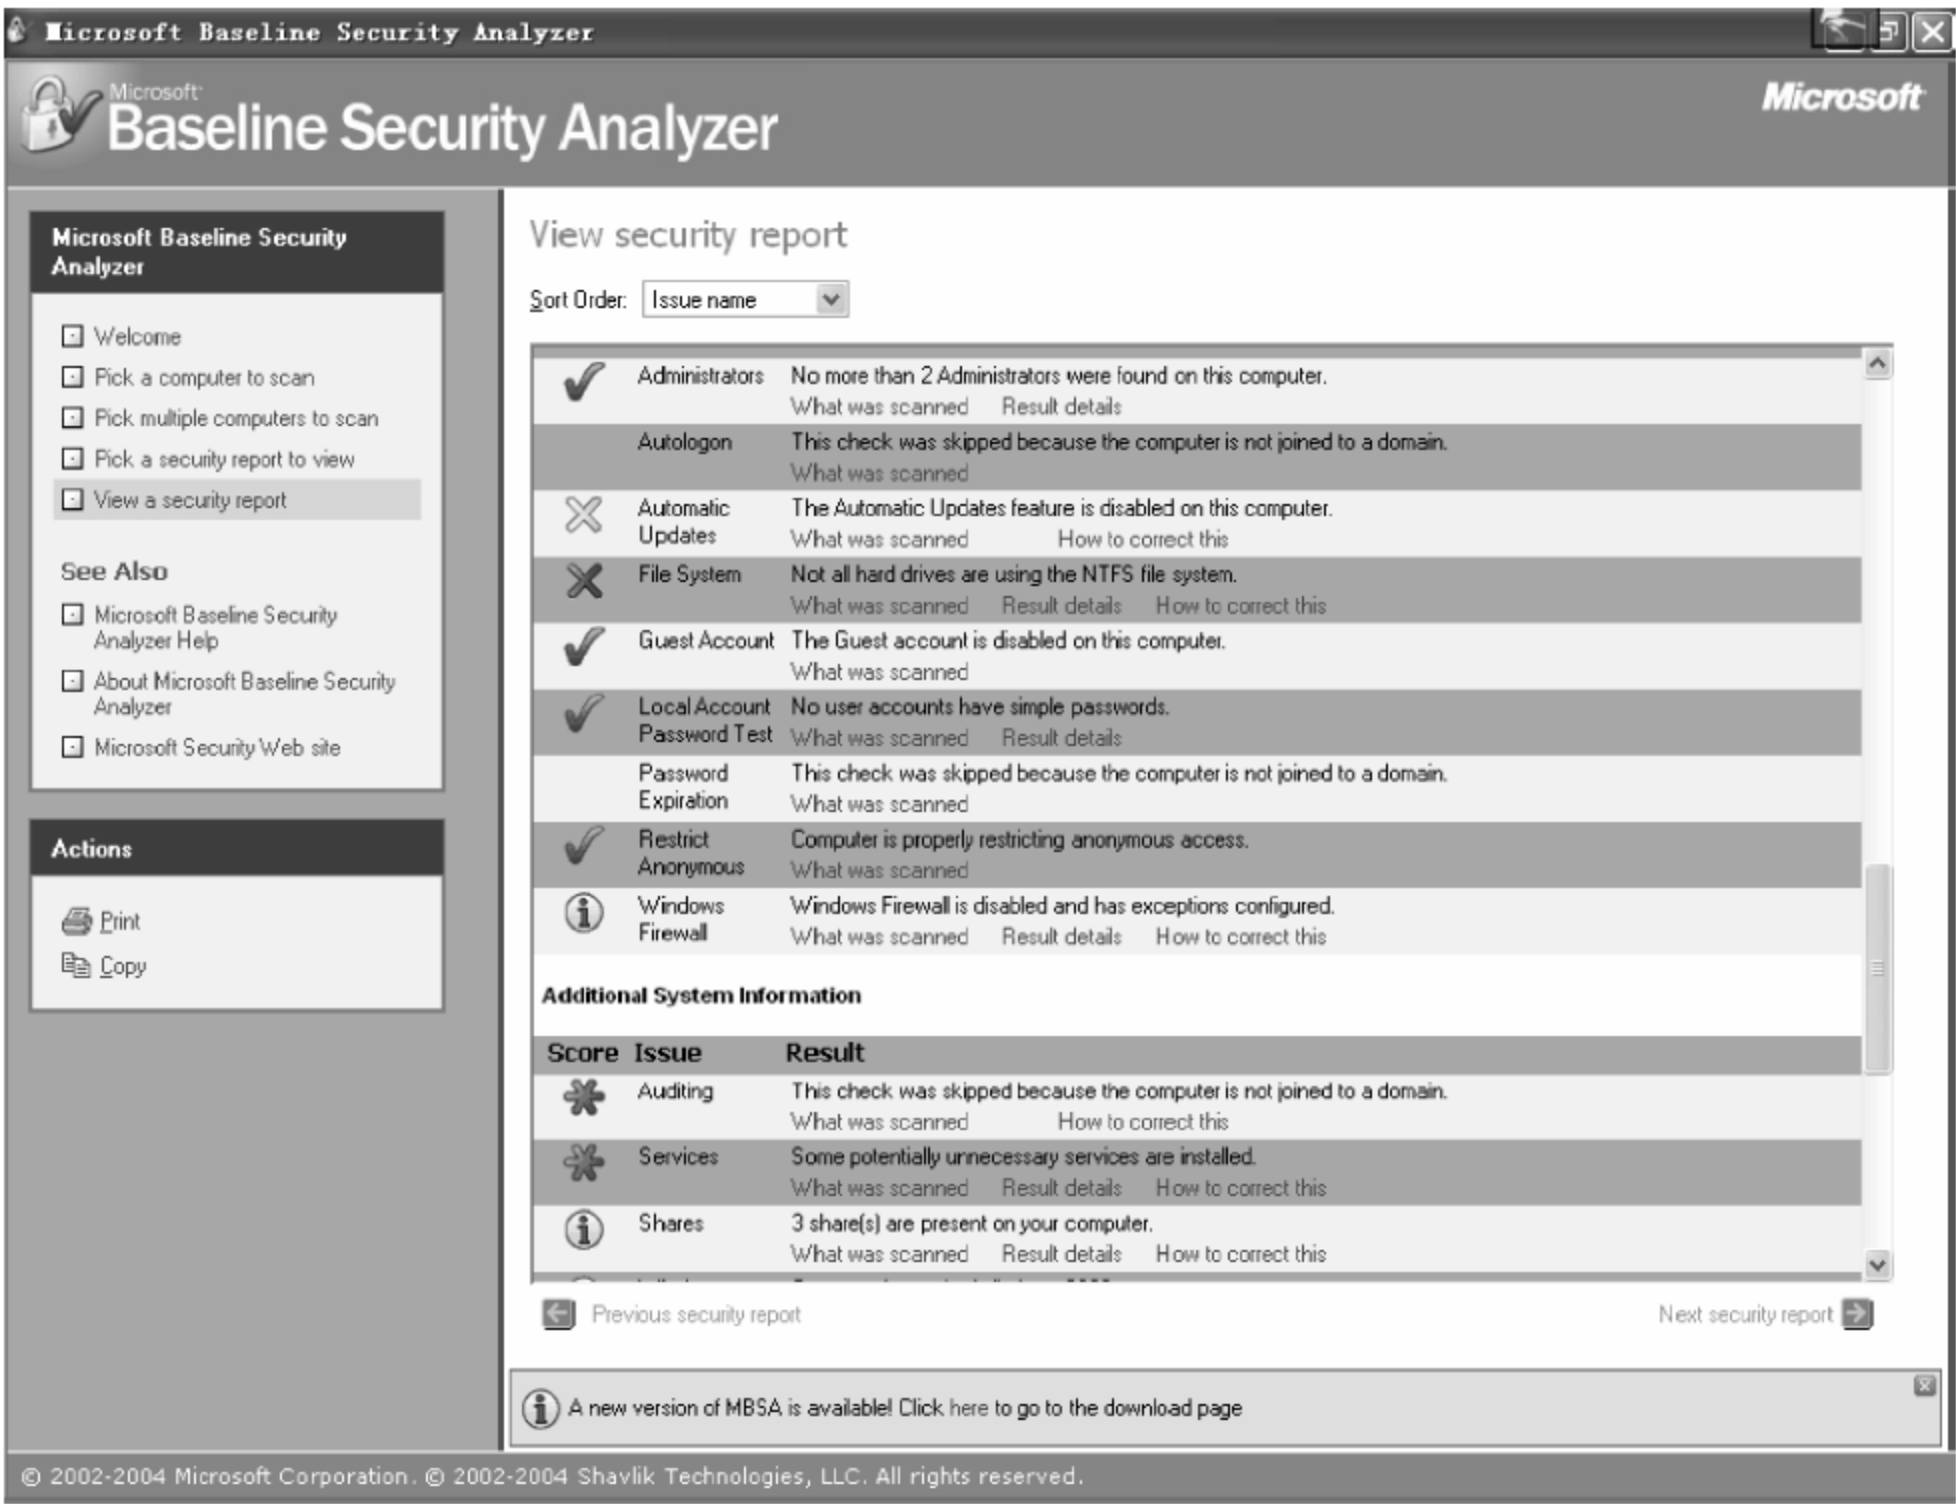 Microsoft Baseline Security Analyzer
Microsoft
Baseline Security Analyzer
Microsoft
Microsoft Baseline Security
Analyzer
Welcome
Pick a computer to scan
Pick multiple computers to scan
Pick a security report to view
View a security report
See Also
Microsoft Baseline Security
Analyzer Help
About Microsoft Baseline Security
Analyzer
Microsoft Security Web site
Actions
Print
Copy
View security report
Sort Order: Issue name
Administrators No more than 2 Administrators were found on this computer.
What was scanned Result details
Autologon This check was skipped because the computer is not joined to a domain.
What was scanned
Automatic The Automatic Updates feature is disabled on this computer.
Updates What was scanned How to correct this
File System Not all hard drives are using the NTFS file system.
What was scanned Result details How to correct this
Guest Account The Guest account is disabled on this computer.
What was scanned
Local Account No user accounts have simple passwords.
Password Test What was scanned Result details
Password This check was skipped because the computer is not joined to a domain.
Expiration What was scanned
Restrict Computer is properly restricting anonymous access.
Anonymous What was scanned
Windows Windows Firewall is disabled and has exceptions configured.
Firewall What was scanned Result details How to correct this
Additional System Information
Score Issue Result
Auditing This check was skipped because the computer is not joined to a domain.
What was scanned How to correct this
Services Some potentially unnecessary services are installed.
What was scanned Result details How to correct this
Shares 3 share(s) are present on your computer.
What was scanned Result details How to correct this
Previous security report Next security report
A new version of MBSA is available! Click here to go to the download page
© 2002-2004 Microsoft Corporation. © 2002-2004 Shavlik Technologies, LLC. All rights reserved.